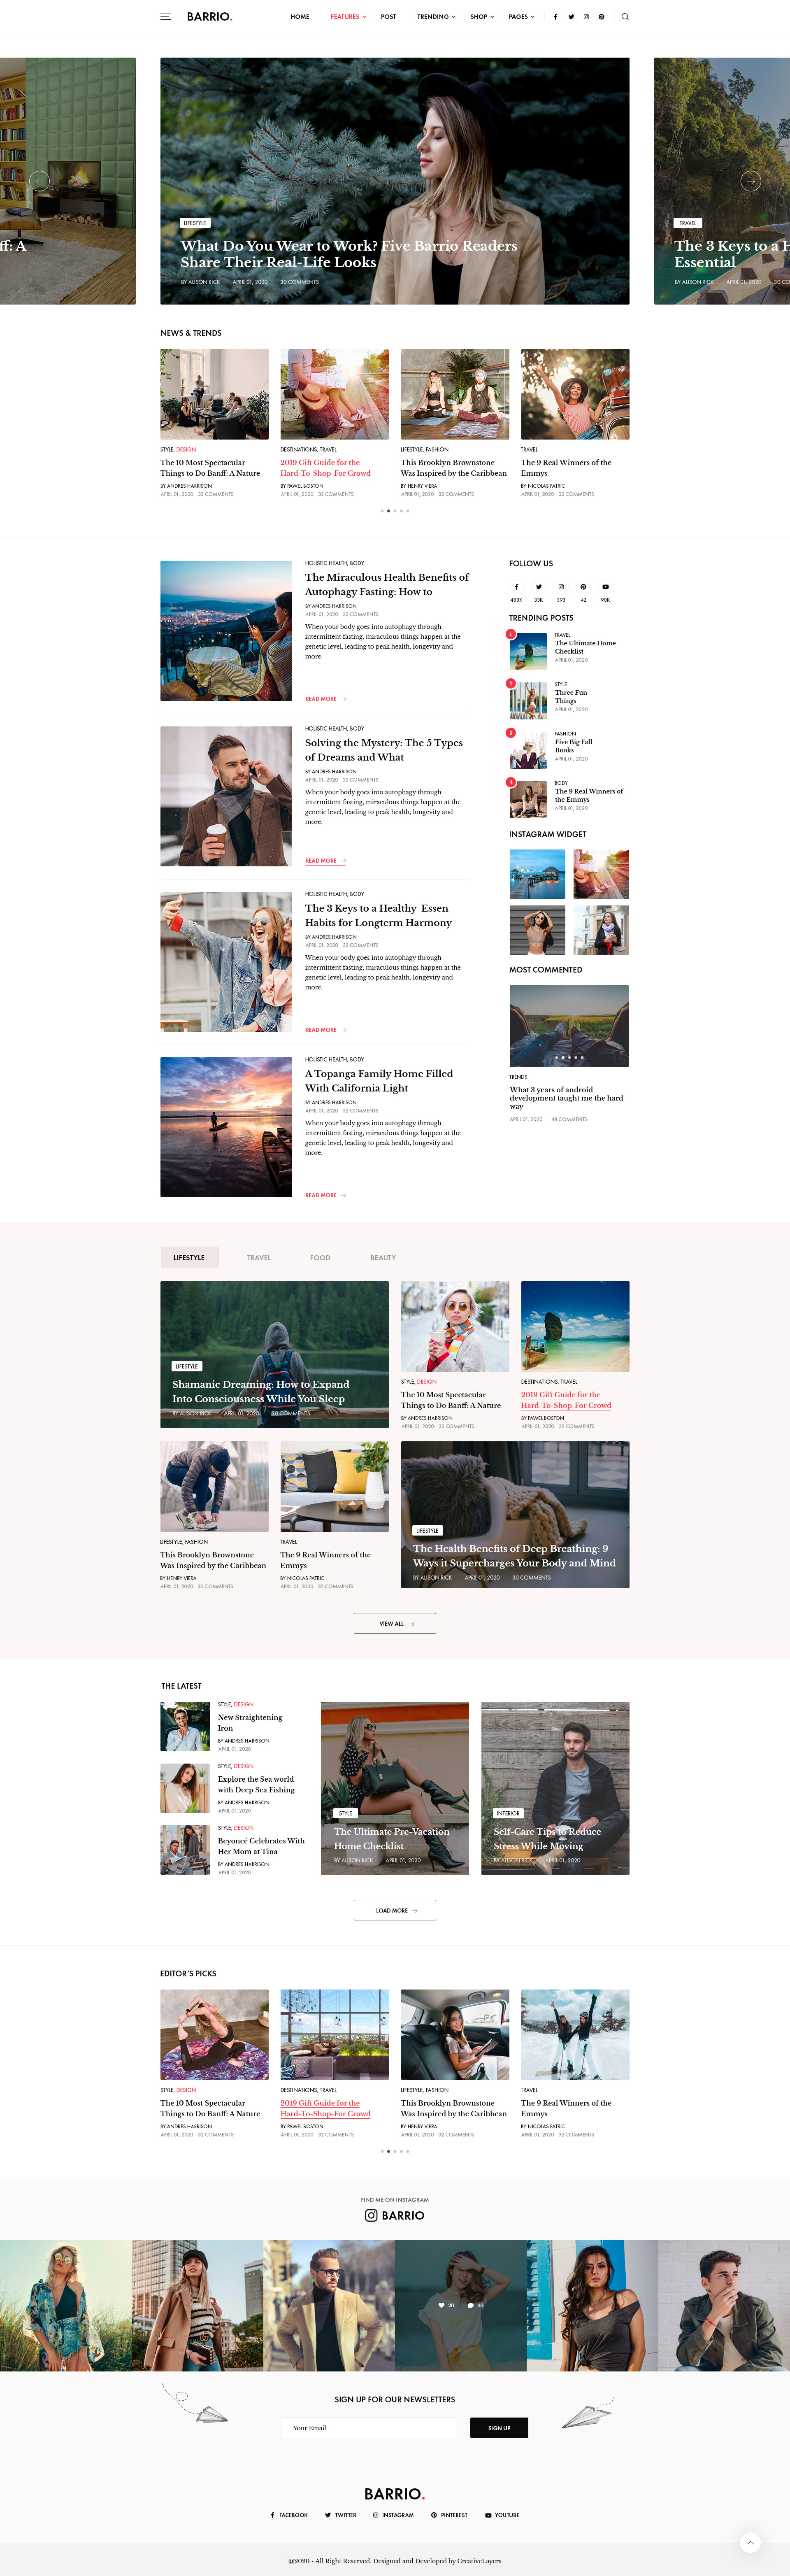 BARRIO.
HOME FEATURES POST TRENDING SHOP PAGES
ff: A
LIFESTYLE
What Do You Wear to Work? Five Barrio Readers
Share Their Real-Life Looks
BY ALISON RICK APRIL 01, 2020 30 COMMENTS
TRAVEL
The 3 Keys to a H
Essential
BY ALISON RICK APRIL 01, 2020 30 CO
NEWS & TRENDS
STYLE, DESIGN
The 10 Most Spectacular
Things to Do Banff: A Nature
BY ANDRES HARRISON
APRIL 01, 2020 32 COMMENTS
DESTINATIONS, TRAVEL
2019 Gift Guide for the
Hard-To-Shop-For Crowd
BY PAWEL BOSTON
APRIL 01, 2020 32 COMMENTS
LIFESTYLE, FASHION
This Brooklyn Brownstone
Was Inspired by the Caribbean
BY HENRY VIERA
APRIL 01, 2020 32 COMMENTS
TRAVEL
The 9 Real Winners of the
Emmys
BY NICOLAS PATRIC
APRIL 01, 2020 32 COMMENTS
HOLISTIC HEALTH, BODY
The Miraculous Health Benefits of
Autophagy Fasting: How to
BY ANDRES HARRISON
APRIL 01, 2020 32 COMMENTS
When your body goes into autophagy through
intermittent fasting, miraculous things happen at the
genetic level, leading to peak health, longevity and
more.
READ MORE
HOLISTIC HEALTH, BODY
Solving the Mystery: The 5 Types
of Dreams and What
BY ANDRES HARRISON
APRIL 01, 2020 32 COMMENTS
When your body goes into autophagy through
intermittent fasting, miraculous things happen at the
genetic level, leading to peak health, longevity and
more.
READ MORE
HOLISTIC HEALTH, BODY
The 3 Keys to a Healthy Essen
Habits for Longterm Harmony
BY ANDRES HARRISON
APRIL 01, 2020 32 COMMENTS
When your body goes into autophagy through
intermittent fasting, miraculous things happen at the
genetic level, leading to peak health, longevity and
more.
READ MORE
HOLISTIC HEALTH, BODY
A Topanga Family Home Filled
With California Light
BY ANDRES HARRISON
APRIL 01, 2020 32 COMMENTS
When your body goes into autophagy through
intermittent fasting, miraculous things happen at the
genetic level, leading to peak health, longevity and
more.
READ MORE
FOLLOW US
483K 33K 393 42 90K
TRENDING POSTS
1
TRAVEL
The Ultimate Home
Checklist
APRIL 01, 2020
2
STYLE
Three Fun
Things
APRIL 01, 2020
3
FASHION
Five Big Fall
Books
APRIL 01, 2020
4
BODY
The 9 Real Winners of
the Emmys
APRIL 01, 2020
INSTAGRAM WIDGET
MOST COMMENTED
TRENDS
What 3 years of android
development taught me the hard
way
APRIL 01, 2020 48 COMMENTS
LIFESTYLE TRAVEL FOOD BEAUTY
LIFESTYLE
Shamanic Dreaming: How to Expand
Into Consciousness While You Sleep
BY ALISON RICK APRIL 01, 2020 30 COMMENTS
STYLE, DESIGN
The 10 Most Spectacular
Things to Do Banff: A Nature
BY ANDRES HARRISON
APRIL 01, 2020 32 COMMENTS
DESTINATIONS, TRAVEL
2019 Gift Guide for the
Hard-To-Shop-For Crowd
BY PAWEL BOSTON
APRIL 01, 2020 32 COMMENTS
LIFESTYLE, FASHION
This Brooklyn Brownstone
Was Inspired by the Caribbean
BY HENRY VIERA
APRIL 01, 2020 32 COMMENTS
TRAVEL
The 9 Real Winners of the
Emmys
BY NICOLAS PATRIC
APRIL 01, 2020 32 COMMENTS
LIFESTYLE
The Health Benefits of Deep Breathing: 9
Ways it Supercharges Your Body and Mind
BY ALISON RICK APRIL 01, 2020 30 COMMENTS
VİEW ALL
THE LATEST
STYLE, DESIGN
New Straightening
Iron
BY ANDRES HARRISON
APRIL 01, 2020
STYLE, DESIGN
Explore the Sea world
with Deep Sea Fishing
BY ANDRES HARRISON
APRIL 01, 2020
STYLE, DESIGN
Beyoncé Celebrates With
Her Mom at Tina
BY ANDRES HARRISON
APRIL 01, 2020
STYLE
The Ultimate Pre-Vacation
Home Checklist
BY ALISON RICK APRIL 01, 2020
INTERIOR
Self-Care Tips to Reduce
Stress While Moving
BY ALISON RICK APRIL 01, 2020
LOAD MORE
EDITOR'S PICKS
STYLE, DESIGN
The 10 Most Spectacular
Things to Do Banff: A Nature
BY ANDRES HARRISON
APRIL 01, 2020 32 COMMENTS
DESTINATIONS, TRAVEL
2019 Gift Guide for the
Hard-To-Shop-For Crowd
BY PAWEL BOSTON
APRIL 01, 2020 32 COMMENTS
LIFESTYLE, FASHION
This Brooklyn Brownstone
Was Inspired by the Caribbean
BY HENRY VIERA
APRIL 01, 2020 32 COMMENTS
TRAVEL
The 9 Real Winners of the
Emmys
BY NICOLAS PATRIC
APRIL 01, 2020 32 COMMENTS
FIND ME ON INSTAGRAM
BARRIO
20 40
SIGN UP FOR OUR NEWSLETTERS
Your Email
SIGN UP
BARRIO.
FACEBOOK TWITTER INSTAGRAM PINTEREST YOUTUBE
@2020 - All Right Reserved. Designed and Developed by CreativeLayers